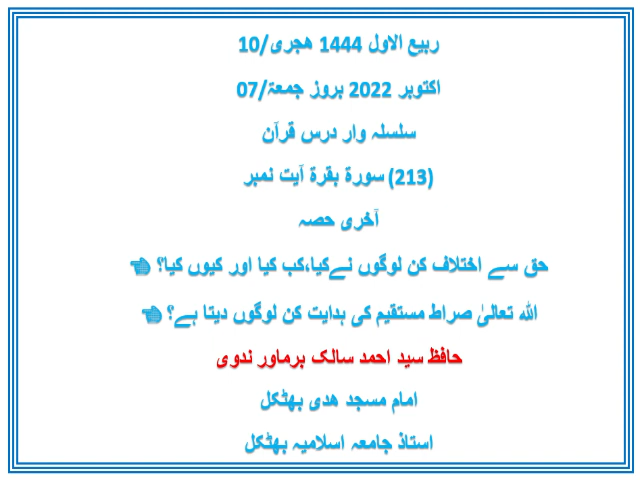 ربیع الاول 1444 ھجری/10
اکتوبر 2022 بروز جمعۃ/07
سلسلہ وار درس قرآن
(213) سورۃ بقرۃ آیت نمبر
آخری حصہ
حق سے اختلاف کن لوگوں نےکیا،کب کیا اور کیوں کیا؟ 👈
اللہ تعالیٰ صراط مستقیم کی ہدایت کن لوگوں دیتا ہے؟ 👈
حافظ سید احمد سالک برماور ندوی
امام مسجد ھدی بھٹکل
استاذ جامعہ اسلامیہ بھٹکل